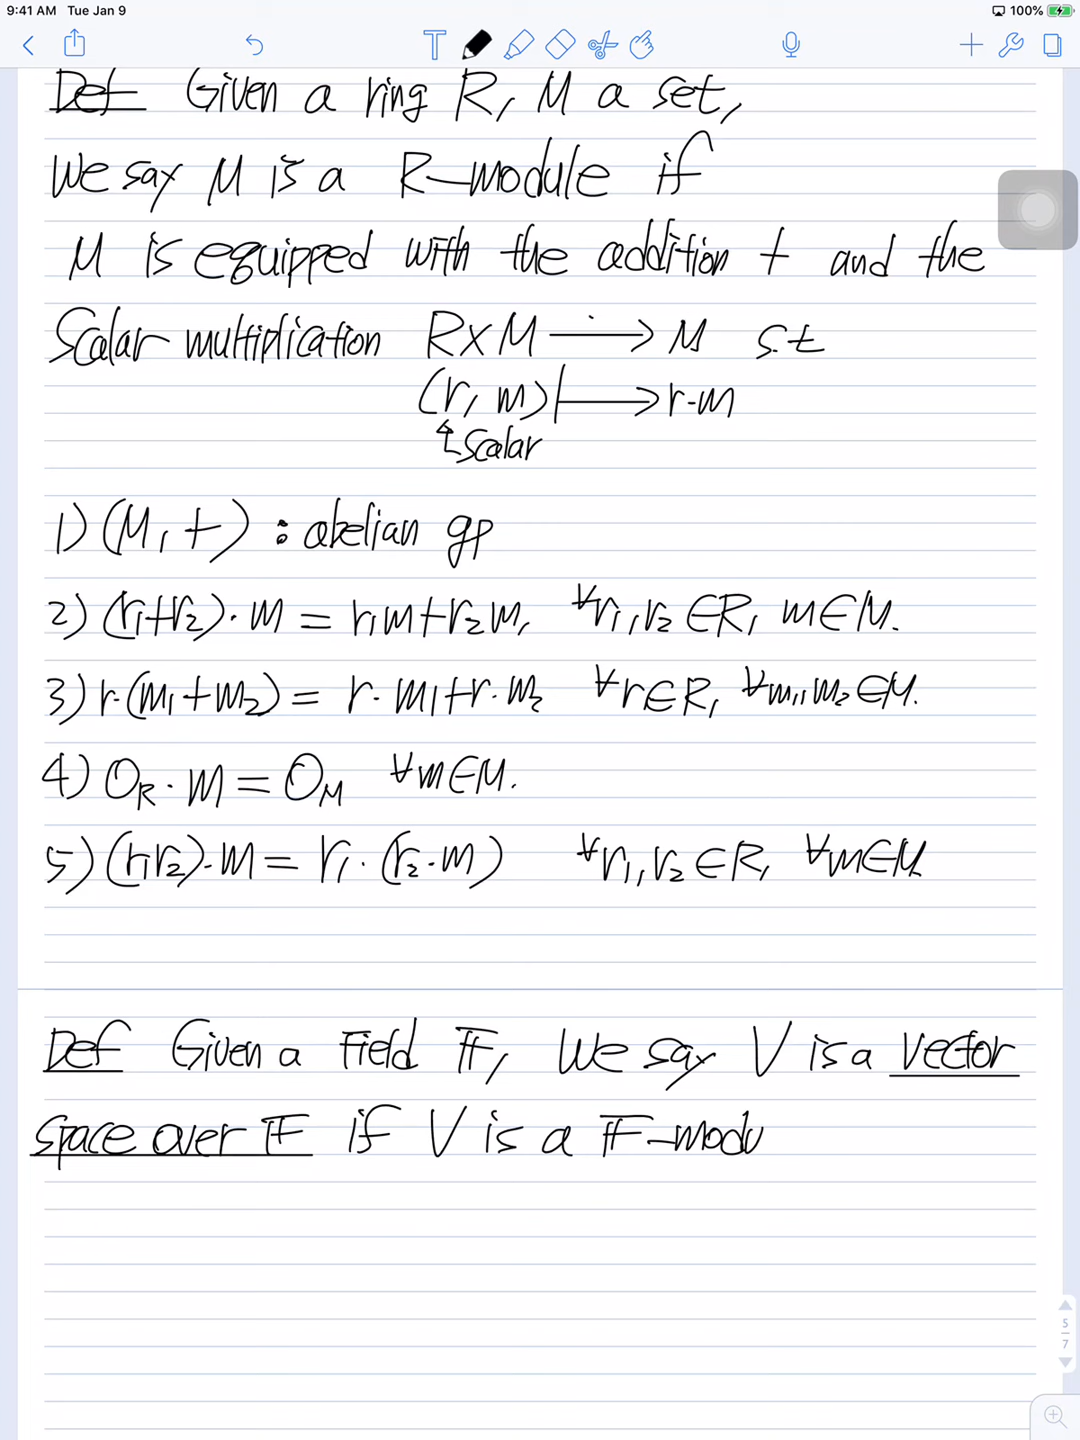 9:41 AM Tue Jan 9
100%
T
Def Given a ring R, M a set,
We say M is a R-module if
M is equipped with the addition + and the
Scalar multiplication R×M ⟶ M s.t
(r, m) ⟼ r·m
↑scalar
1) (M, +) : abelian gp
2) (r₁+r₂)·m = r₁m+r₂m, ∀r₁,r₂ ∈R, m∈M.
3) r·(m₁+m₂) = r·m₁+r·m₂ ∀r∈R, ∀m₁,m₂∈M.
4) 0_R·m = 0_M ∀m∈M.
5) (r₁r₂)·m = r₁·(r₂·m) ∀r₁,r₂∈R, ∀m∈M
Def Given a Field 𝔽, We say V is a vector
space over 𝔽 if V is a 𝔽-modu
5
7